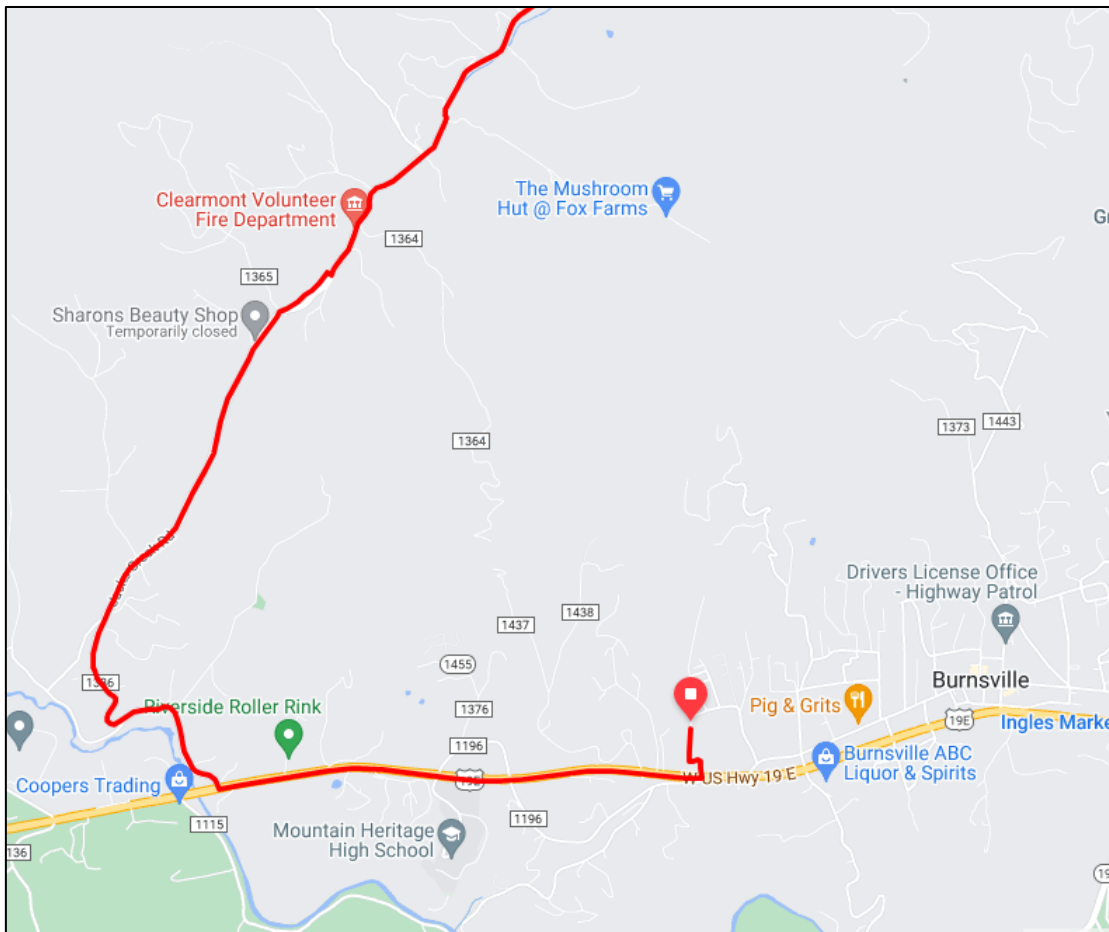 Clearmont Volunteer
Fire Department
The Mushroom
Hut @ Fox Farms
1364
1365
Sharons Beauty Shop
Temporarily closed
1364
1373
1443
Drivers License Office
- Highway Patrol
1438
1437
1455
Burnsville
Riverside Roller Rink
1376
Pig & Grits
19E
Ingles Marke
1196
W US Hwy 19 E
Burnsville ABC
Liquor & Spirits
Coopers Trading
19E
1115
1196
Mountain Heritage
High School
136